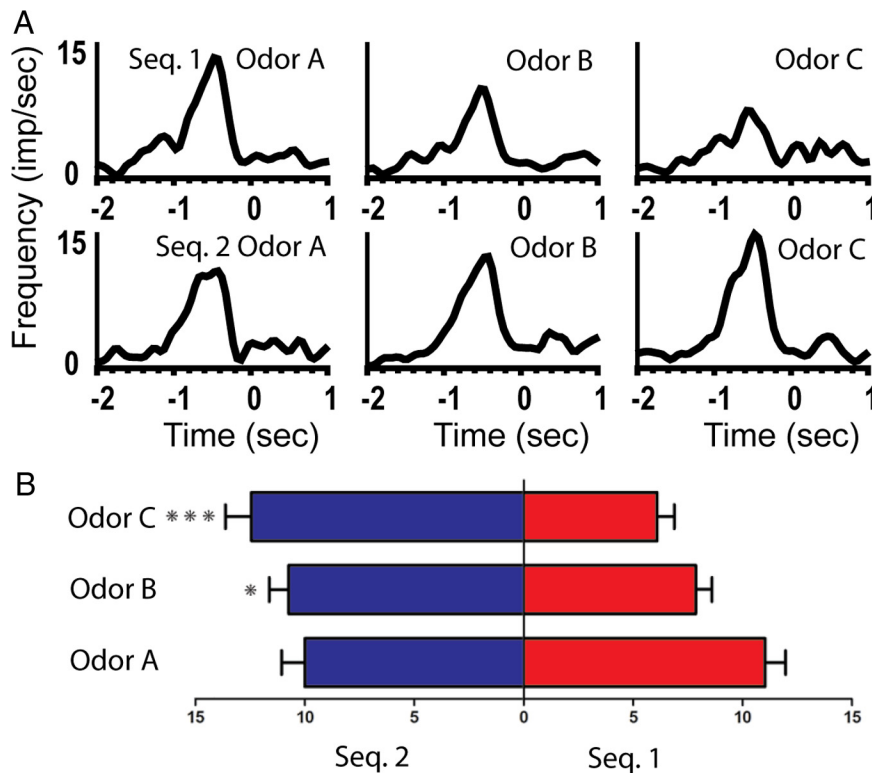 A
Frequency (imp/sec)
15
0
Seq. 1 Odor A
-2 -1 0 1
Odor B
-2 -1 0 1
Odor C
-2 -1 0 1
15
0
Seq. 2 Odor A
-2 -1 0 1
Time (sec)
Odor B
-2 -1 0 1
Time (sec)
Odor C
-2 -1 0 1
Time (sec)
B
Odor C ***
Odor B *
Odor A
15 10 5 0 5 10 15
Seq. 2 Seq. 1